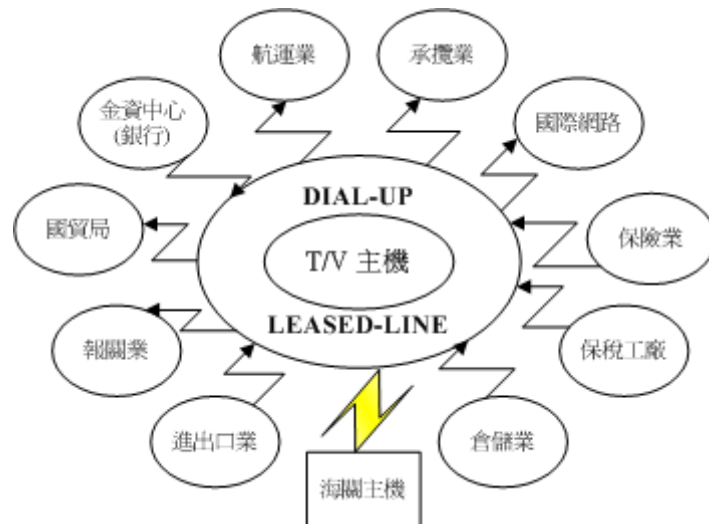 航運業
承攬業
金資中心
(銀行)
國際網路
DIAL-UP
國貿局
T/V 主機
保險業
LEASED-LINE
報關業
保稅工廠
進出口業
倉儲業
海關主機